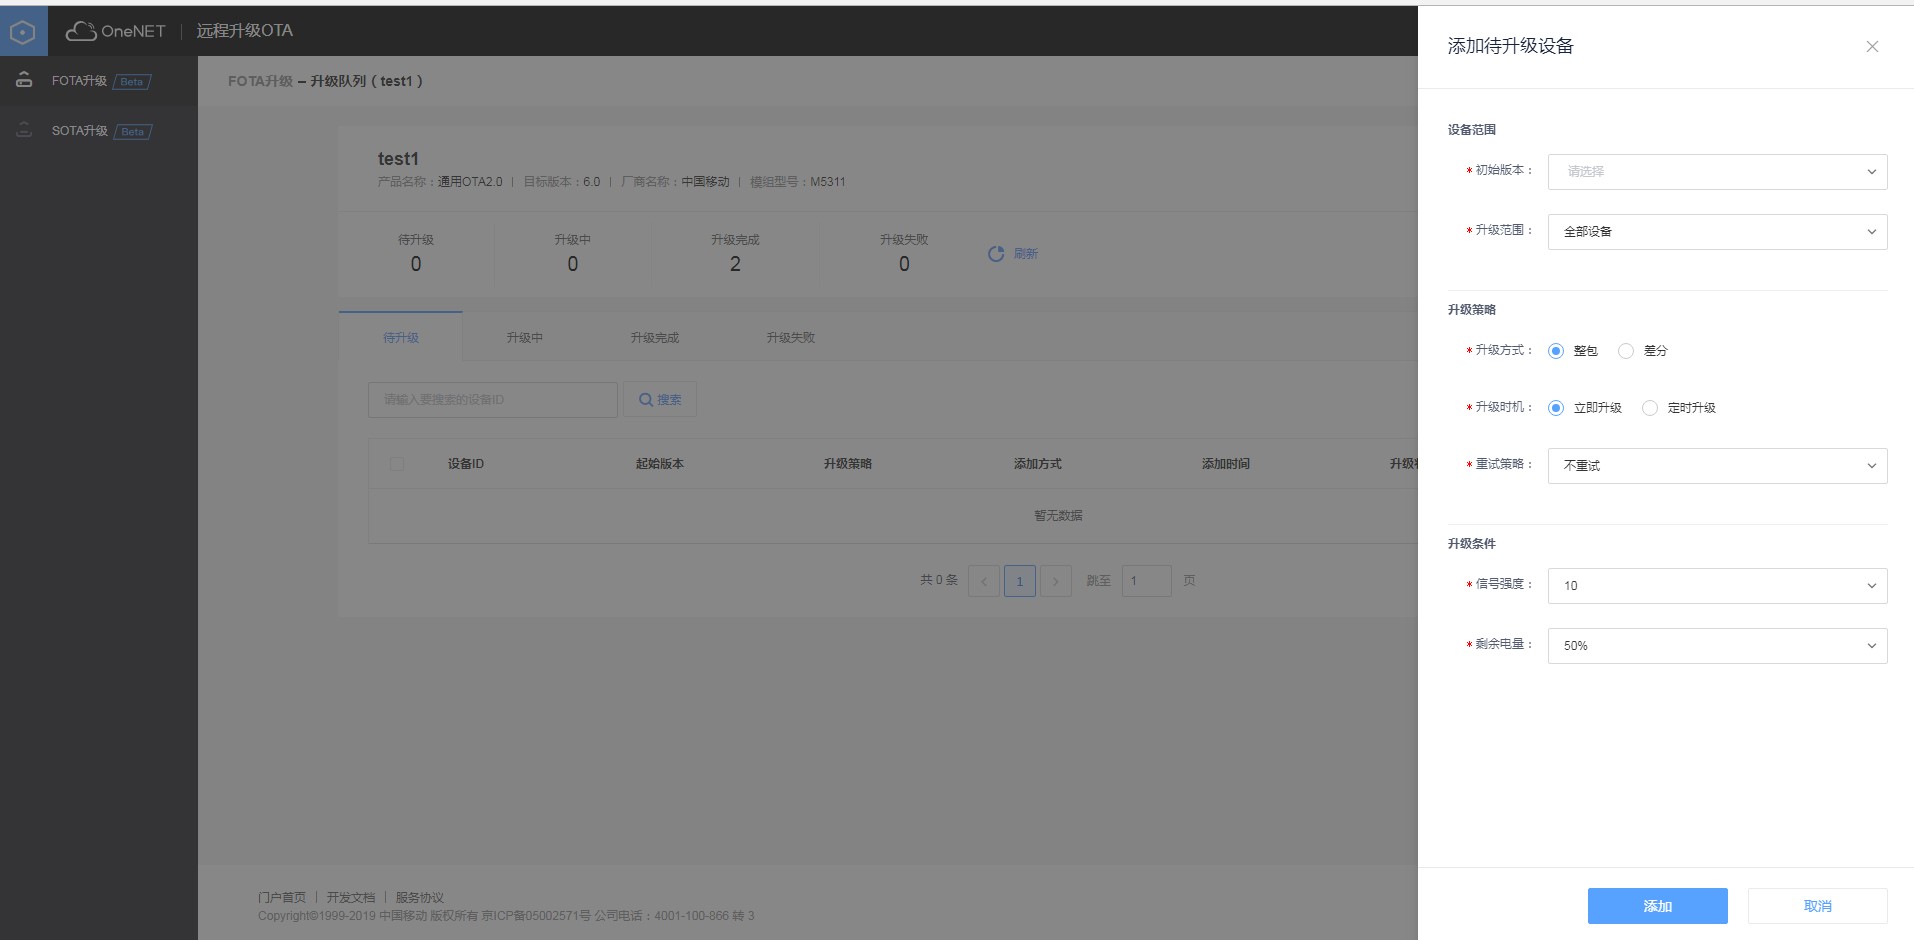 OneNET | 远程升级OTA
FOTA升级 Beta
SOTA升级 Beta
FOTA升级 – 升级队列 ( test1 )
test1
产品名称：通用OTA2.0 | 目标版本：6.0 | 厂商名称：中国移动 | 模组型号：M5311
待升级 升级中 升级完成 升级失败
0 0 2 0 刷新
待升级 升级中 升级完成 升级失败
请输入要搜索的设备ID 搜索
设备ID 起始版本 升级策略 添加方式 添加时间 升级
暂无数据
共 0 条 < 1 > 跳至 1 页
门户首页 | 开发文档 | 服务协议
Copyright©1999-2019 中国移动 版权所有 京ICP备05002571号 公司电话：4001-100-866 转 3
添加待升级设备
设备范围
* 初始版本： 请选择
* 升级范围： 全部设备
升级策略
* 升级方式： 整包 差分
* 升级时机： 立即升级 定时升级
* 重试策略： 不重试
升级条件
* 信号强度： 10
* 剩余电量： 50%
添加 取消